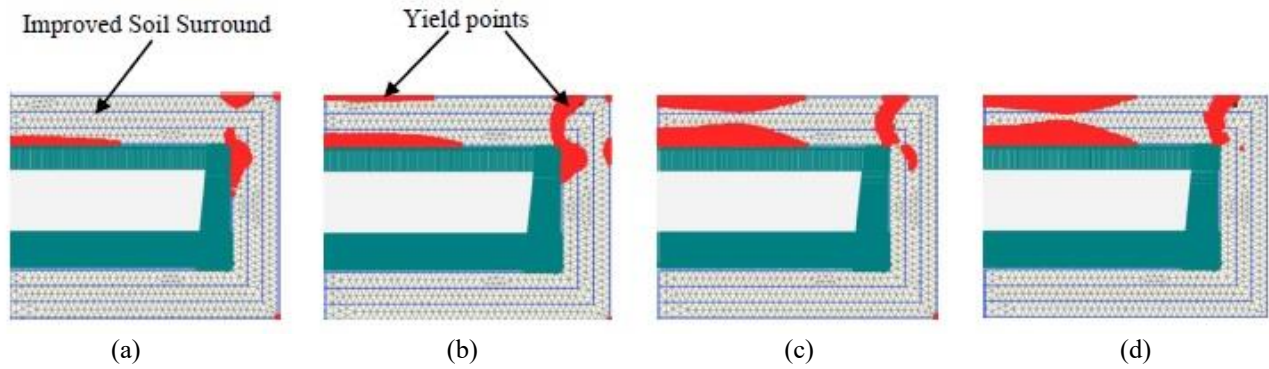 Improved Soil Surround
Yield points
(a)
(b)
(c)
(d)